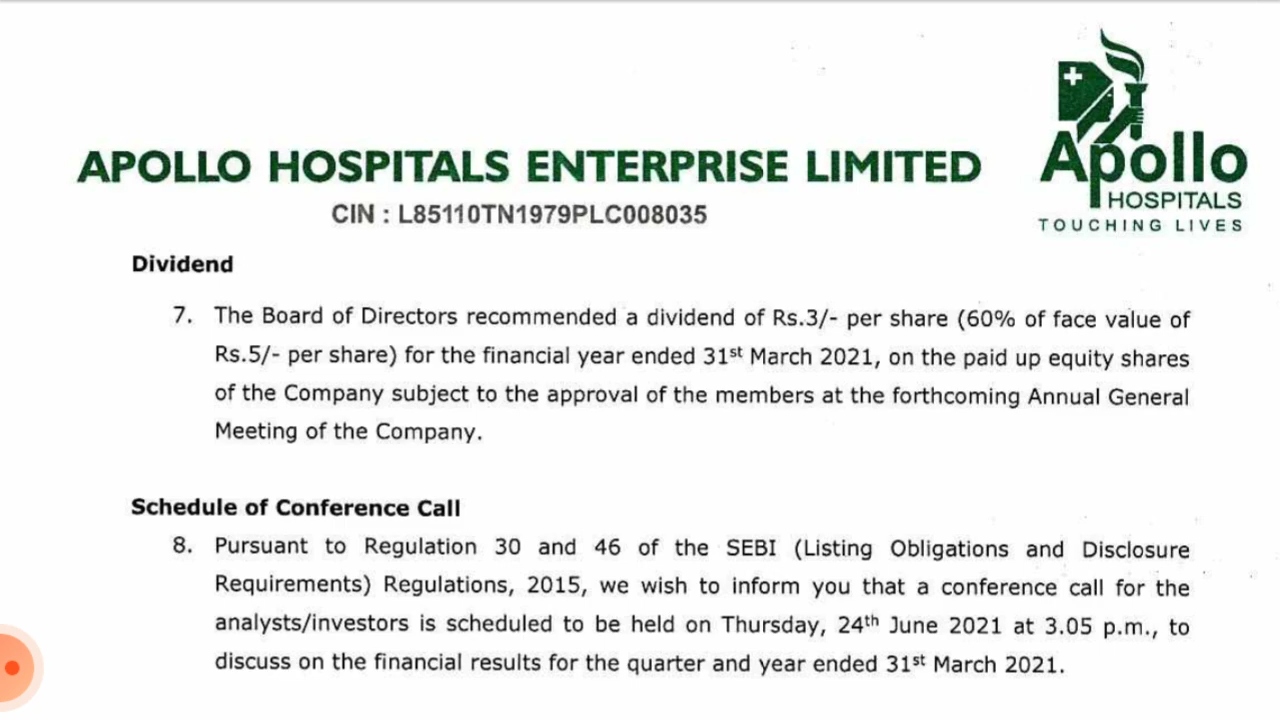 APOLLO HOSPITALS ENTERPRISE LIMITED
CIN : L85110TN1979PLC008035
Apollo
HOSPITALS
TOUCHING LIVES
Dividend
7. The Board of Directors recommended a dividend of Rs.3/- per share (60% of face value of
Rs.5/- per share) for the financial year ended 31st March 2021, on the paid up equity shares
of the Company subject to the approval of the members at the forthcoming Annual General
Meeting of the Company.
Schedule of Conference Call
8. Pursuant to Regulation 30 and 46 of the SEBI (Listing Obligations and Disclosure
Requirements) Regulations, 2015, we wish to inform you that a conference call for the
analysts/investors is scheduled to be held on Thursday, 24th June 2021 at 3.05 p.m., to
discuss on the financial results for the quarter and year ended 31st March 2021.